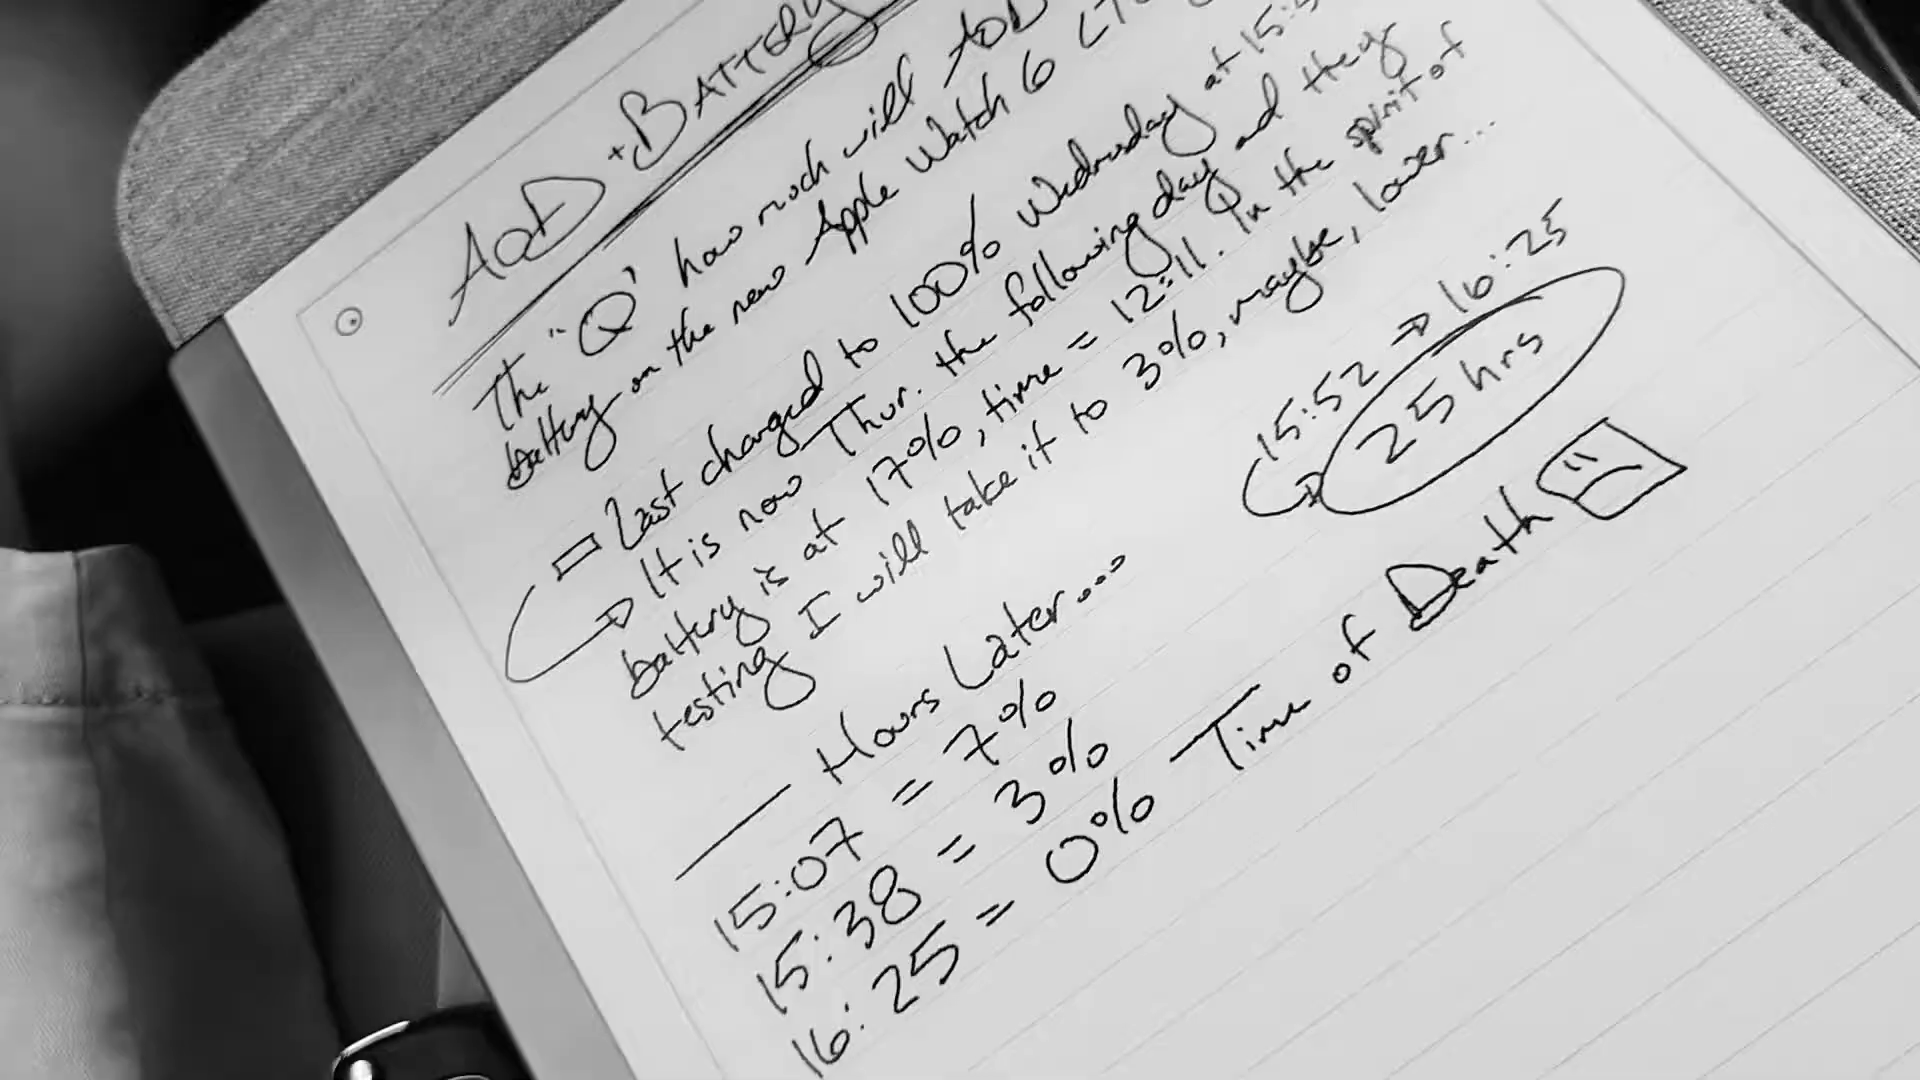 AOD + BATTERY
The "Q" how much will AOD
battery on the new Apple Watch 6 LTE
Last charged to 100% Wednesday at 15:5
It is now Thur. the following day and they
battery is at 17%, time = 12:11. In the spirit of
testing I will take it to 3%, maybe, lower...
15:52 → 16:25
25 hrs
Hours Later...
15:07 = 7%
15:38 = 3%
16:25 = 0% Time of Death